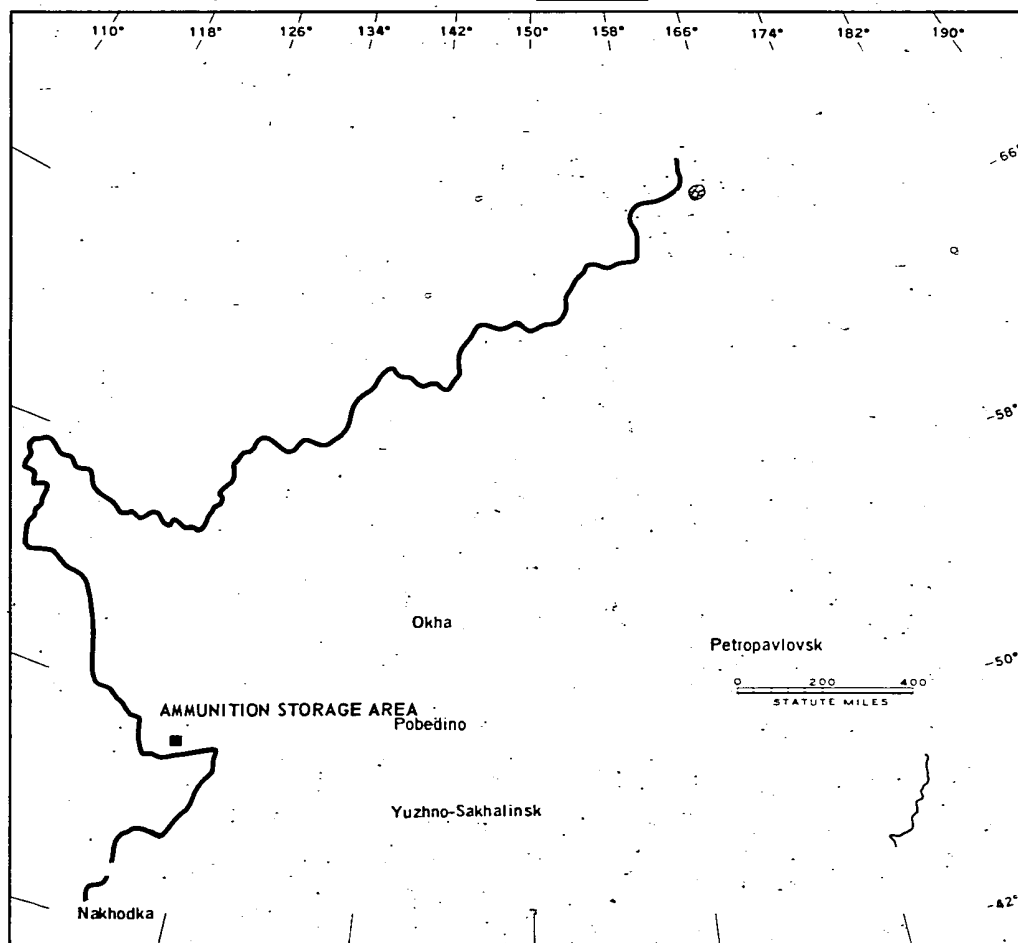 110° 118° 126° 134° 142° 150° 158° 166° 174° 182° 190°
66°
58°
Okha
Petropavlovsk
50°
0 200 400
STATUTE MILES
AMMUNITION STORAGE AREA
Pobedino
Yuzhno-Sakhalinsk
42°
Nakhodka